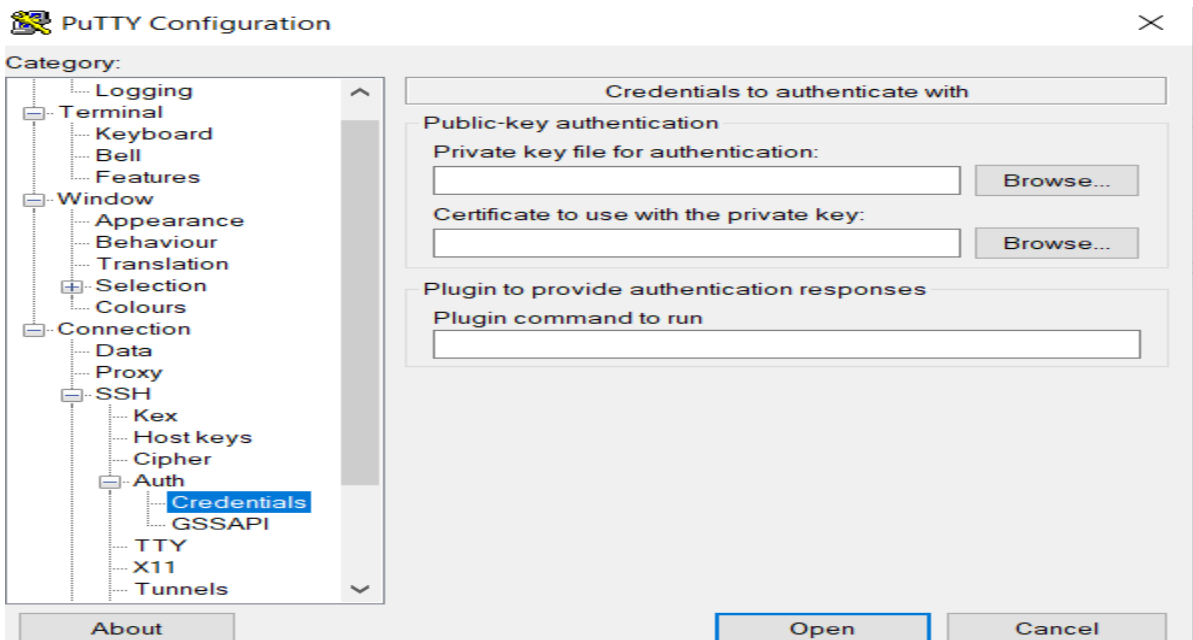 PuTTY Configuration
Category:
Logging
Terminal
Keyboard
Bell
Features
Window
Appearance
Behaviour
Translation
Selection
Colours
Connection
Data
Proxy
SSH
Kex
Host keys
Cipher
Auth
Credentials
GSSAPI
TTY
X11
Tunnels
Credentials to authenticate with
Public-key authentication
Private key file for authentication:
Browse...
Certificate to use with the private key:
Browse...
Plugin to provide authentication responses
Plugin command to run
About
Open
Cancel